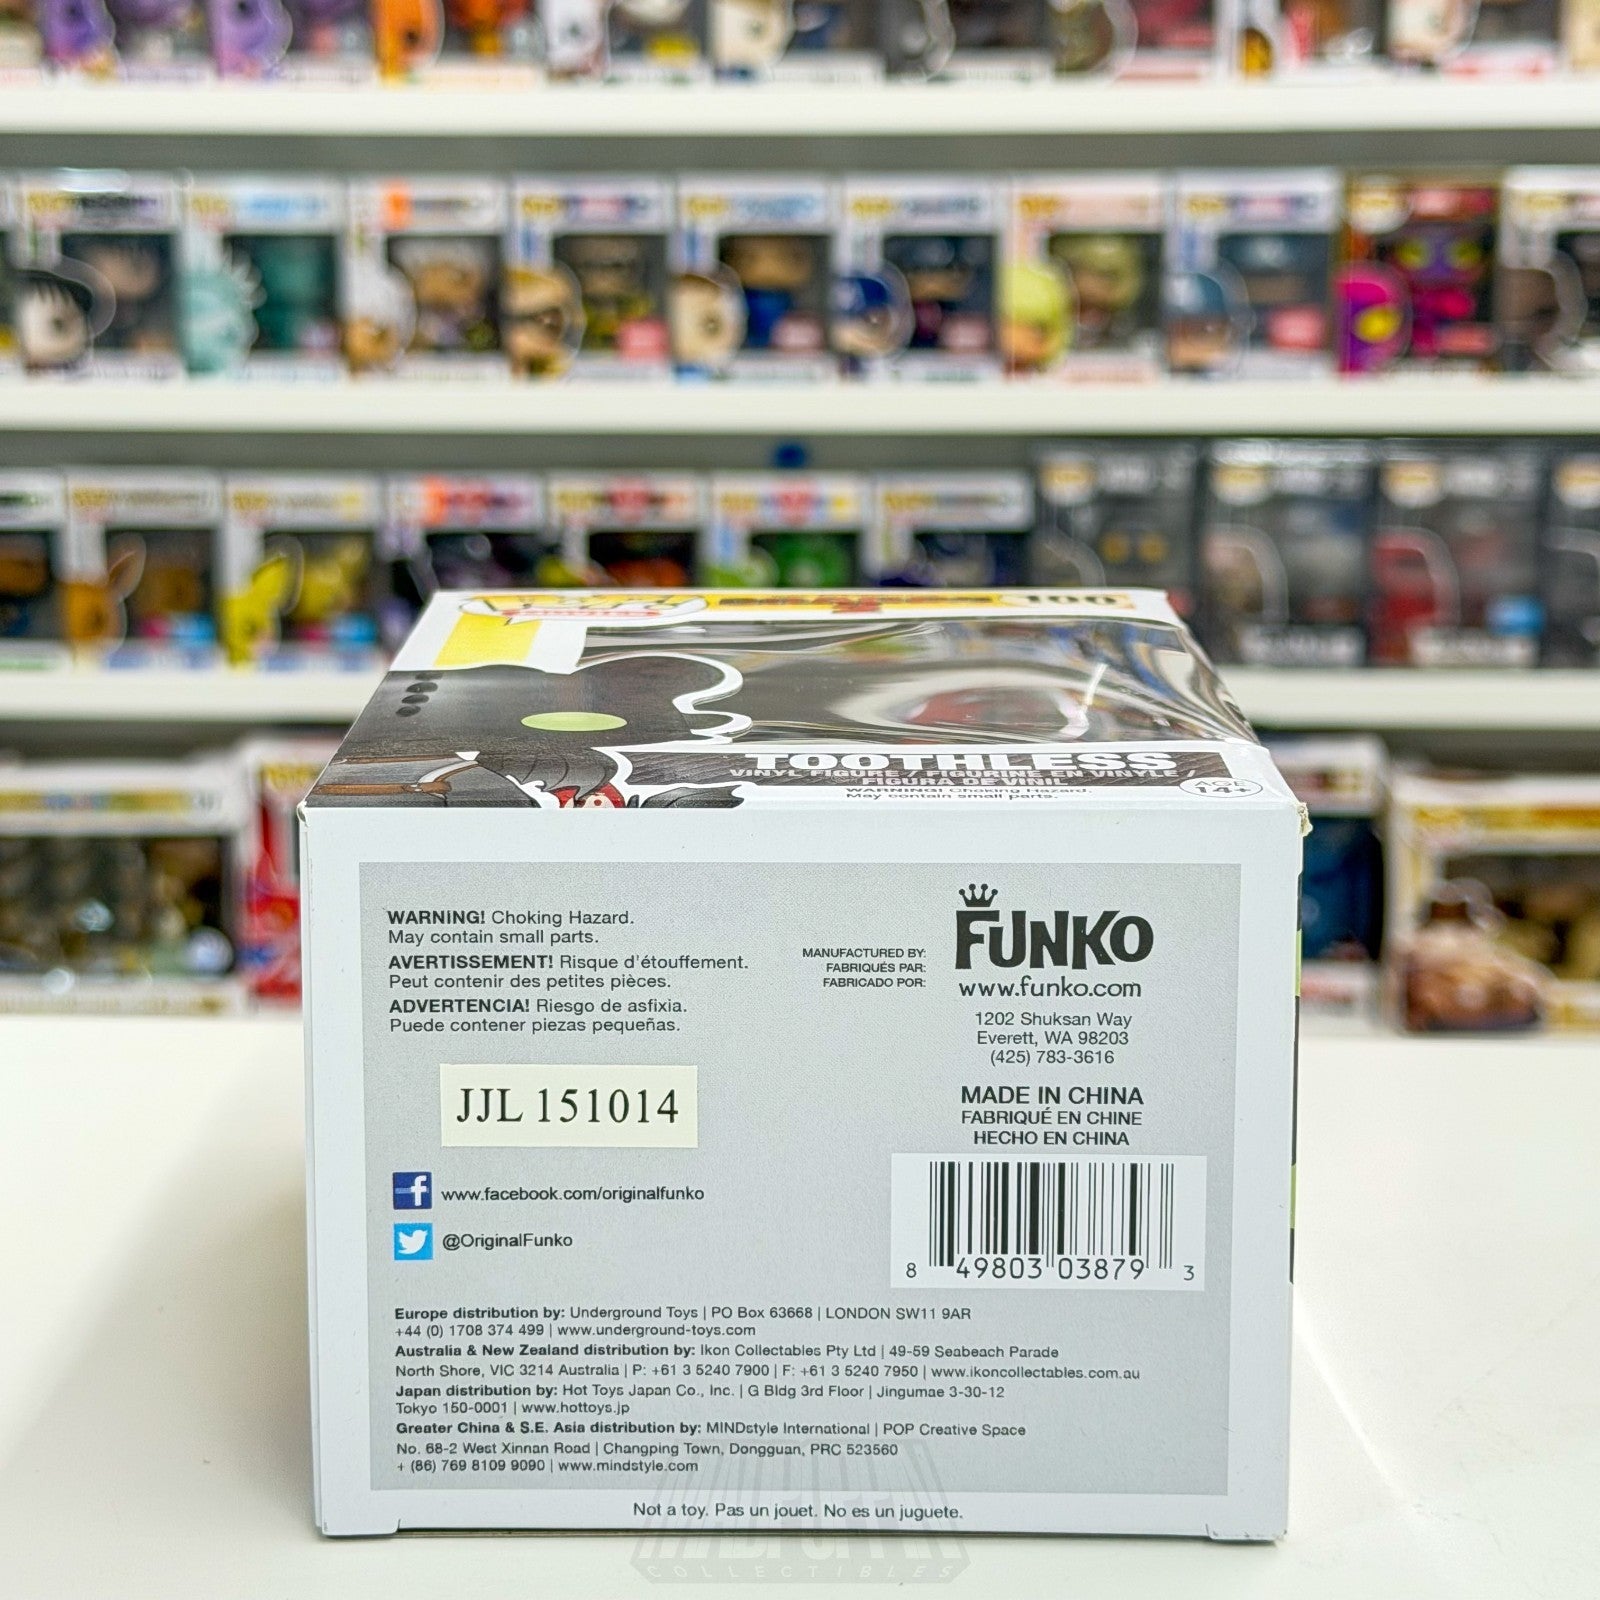 100
TOOTHLESS
VINYL FIGURE / FIGURINE EN VINYLE /
FIGURA DE VINIL
WARNING: Choking Hazard.
May contain small parts.
AGE
14+
WARNING! Choking Hazard.
May contain small parts.
AVERTISSEMENT! Risque d'étouffement.
Peut contenir des petites pièces.
ADVERTENCIA! Riesgo de asfixia.
Puede contener piezas pequeñas.
MANUFACTURED BY:
FABRIQUÉS PAR:
FABRICADO POR:
FUNKO
www.funko.com
1202 Shuksan Way
Everett, WA 98203
(425) 783-3616
MADE IN CHINA
FABRIQUÉ EN CHINE
HECHO EN CHINA
JJL 151014
f www.facebook.com/originalfunko
@OriginalFunko
8 49803 03879 3
Europe distribution by: Underground Toys | PO Box 63668 | LONDON SW11 9AR
+44 (0) 1708 374 499 | www.underground-toys.com
Australia & New Zealand distribution by: Ikon Collectables Pty Ltd | 49-59 Seabeach Parade
North Shore, VIC 3214 Australia | P: +61 3 5240 7900 | F: +61 3 5240 7950 | www.ikoncollectables.com.au
Japan distribution by: Hot Toys Japan Co., Inc. | G Bldg 3rd Floor | Jingumae 3-30-12
Tokyo 150-0001 | www.hottoys.jp
Greater China & S.E. Asia distribution by: MINDstyle International | POP Creative Space
No. 68-2 West Xinnan Road | Changping Town, Dongguan, PRC 523560
+ (86) 769 8109 9090 | www.mindstyle.com
Not a toy. Pas un jouet. No es un juguete.
COLLECTIBLES